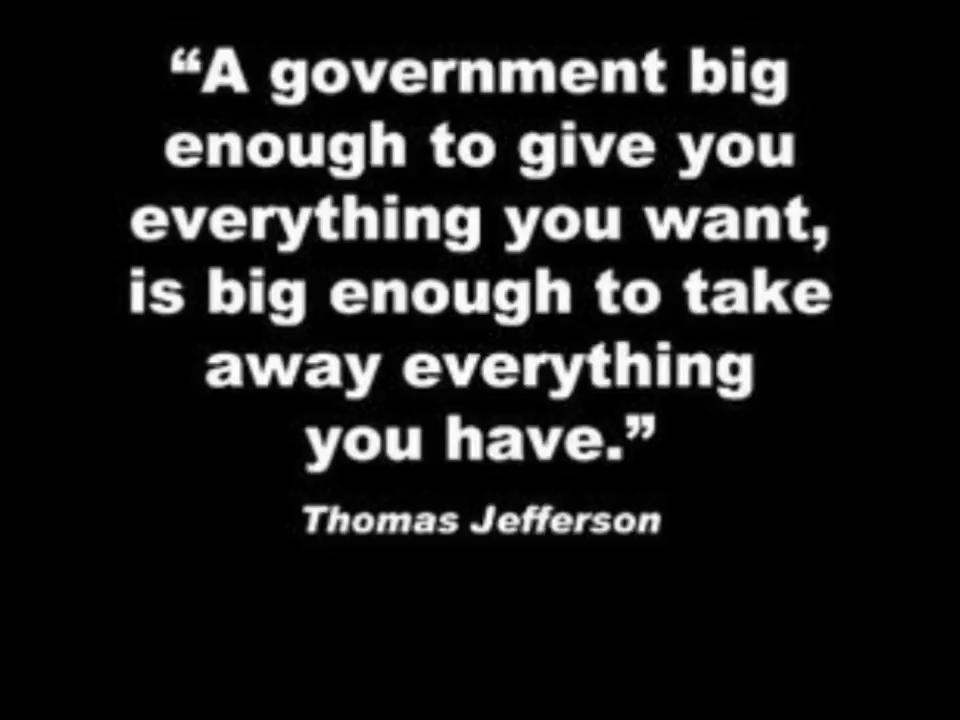 “A government big
enough to give you
everything you want,
is big enough to take
away everything
you have.”
Thomas Jefferson